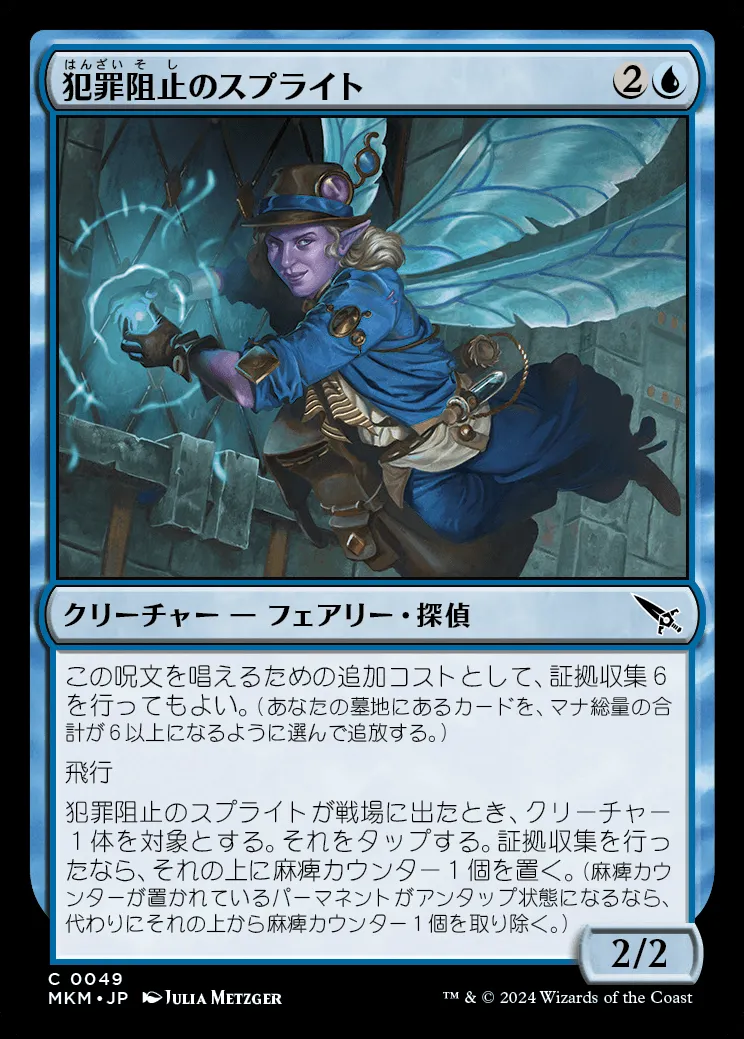 はんざいそし
犯罪阻止のスプライト
2
クリーチャー — フェアリー・探偵
この呪文を唱えるための追加コストとして、証拠収集６
を行ってもよい。（あなたの墓地にあるカードを、マナ総量の合
計が６以上になるように選んで追放する。）
飛行
犯罪阻止のスプライトが戦場に出たとき、クリーチャー
１体を対象とする。それをタップする。証拠収集を行っ
たなら、それの上に麻痺カウンター１個を置く。（麻痺カウ
ンターが置かれているパーマネントがアンタップ状態になるなら、
代わりにそれの上から麻痺カウンター１個を取り除く。）
2/2
C 0049
MKM • JP Julia Metzger
™ & © 2024 Wizards of the Coast